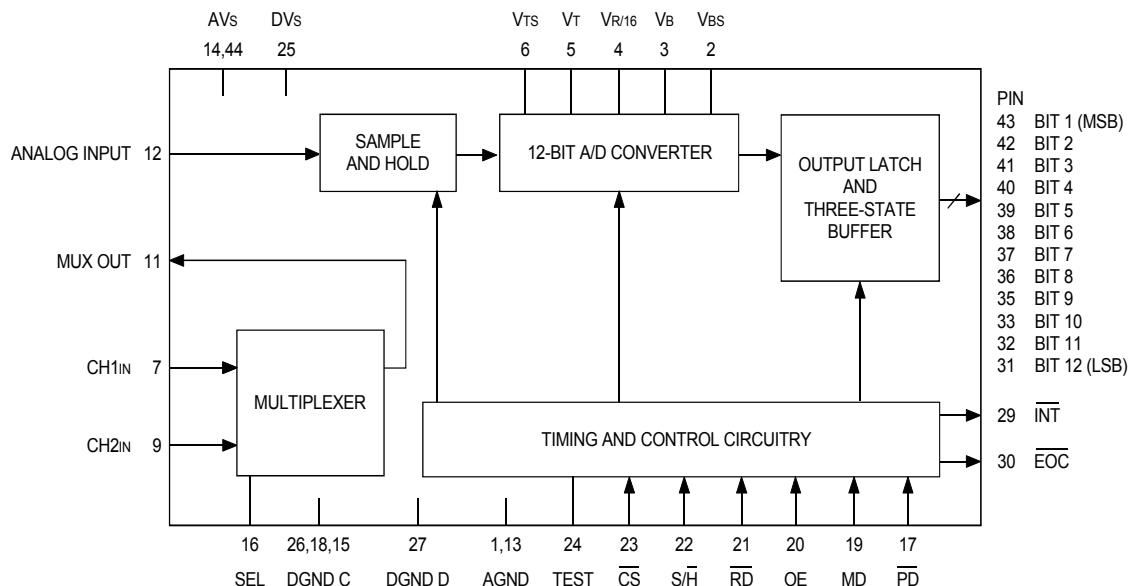 AVS DVS VTS VT VR/16 VB VBS
14,44 25 6 5 4 3 2
PIN
43 BIT 1 (MSB)
42 BIT 2
41 BIT 3
40 BIT 4
39 BIT 5
38 BIT 6
37 BIT 7
36 BIT 8
35 BIT 9
33 BIT 10
32 BIT 11
31 BIT 12 (LSB)
ANALOG INPUT 12
SAMPLE
AND HOLD
12-BIT A/D CONVERTER
OUTPUT LATCH
AND
THREE-STATE
BUFFER
MUX OUT 11
CH1IN 7
MULTIPLEXER
CH2IN 9
TIMING AND CONTROL CIRCUITRY
29 I̅N̅T̅
30 E̅O̅C̅
16 26,18,15 27 1,13 24 23 22 21 20 19 17
SEL DGND C DGND D AGND TEST C̅S̅ S/H̅ R̅D̅ OE MD P̅D̅